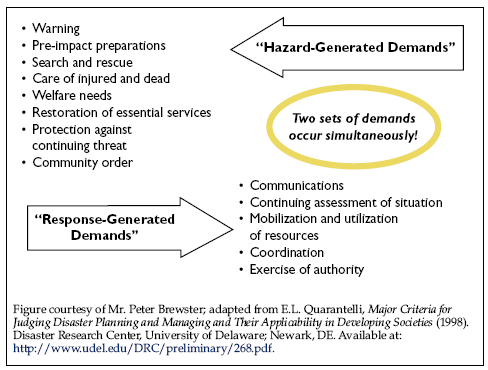 • Warning
• Pre-impact preparations
• Search and rescue
• Care of injured and dead
• Welfare needs
• Restoration of essential services
• Protection against
continuing threat
• Community order
“Hazard-Generated Demands”
Two sets of demands
occur simultaneously!
“Response-Generated
Demands”
• Communications
• Continuing assessment of situation
• Mobilization and utilization
of resources
• Coordination
• Exercise of authority
Figure courtesy of Mr. Peter Brewster; adapted from E.L. Quarantelli, Major Criteria for
Judging Disaster Planning and Managing and Their Applicability in Developing Societies (1998).
Disaster Research Center, University of Delaware; Newark, DE. Available at:
http://www.udel.edu/DRC/preliminary/268.pdf.